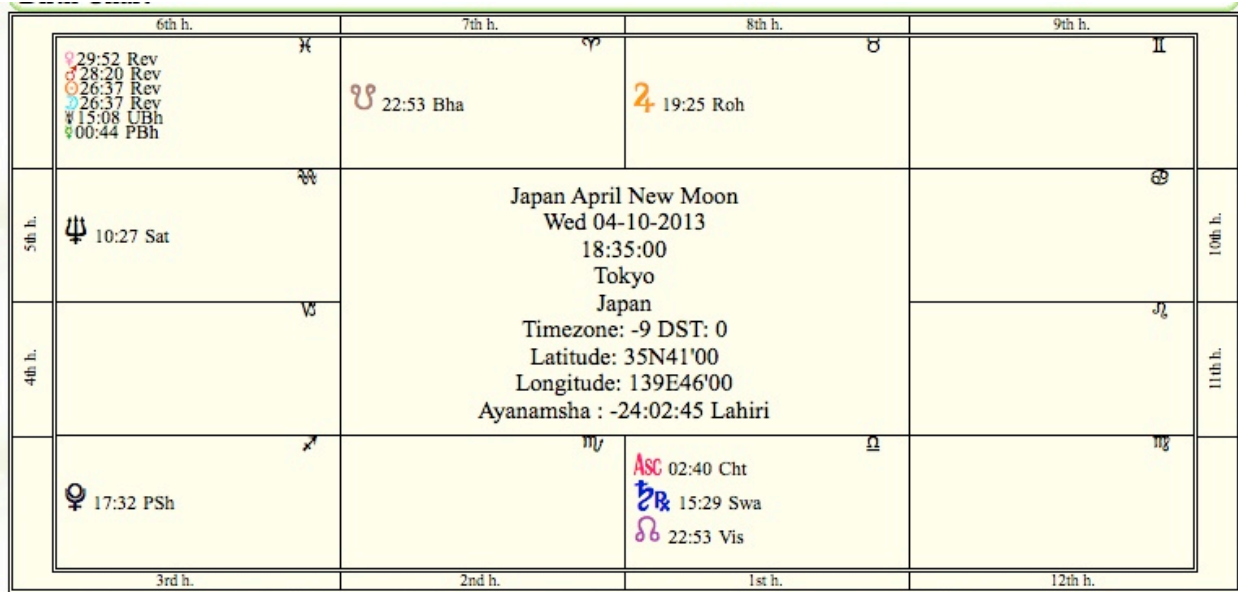 6th h. 7th h. 8th h. 9th h.
♓ ♈ ♉ ♊
♀29:52 Rev
♂28:20 Rev
☉26:37 Rev
☽26:37 Rev
♅15:08 UBh
☿00:44 PBh
☋ 22:53 Bha
♃ 19:25 Roh
5th h.
♒
♆ 10:27 Sat
Japan April New Moon
Wed 04-10-2013
18:35:00
Tokyo
Japan
Timezone: -9 DST: 0
Latitude: 35N41'00
Longitude: 139E46'00
Ayanamsha : -24:02:45 Lahiri
♋
10th h.
4th h.
♑
♌
11th h.
♐ ♏ ♎ ♍
♇ 17:32 PSh
Asc 02:40 Cht
♄℞ 15:29 Swa
☊ 22:53 Vis
3rd h. 2nd h. 1st h. 12th h.